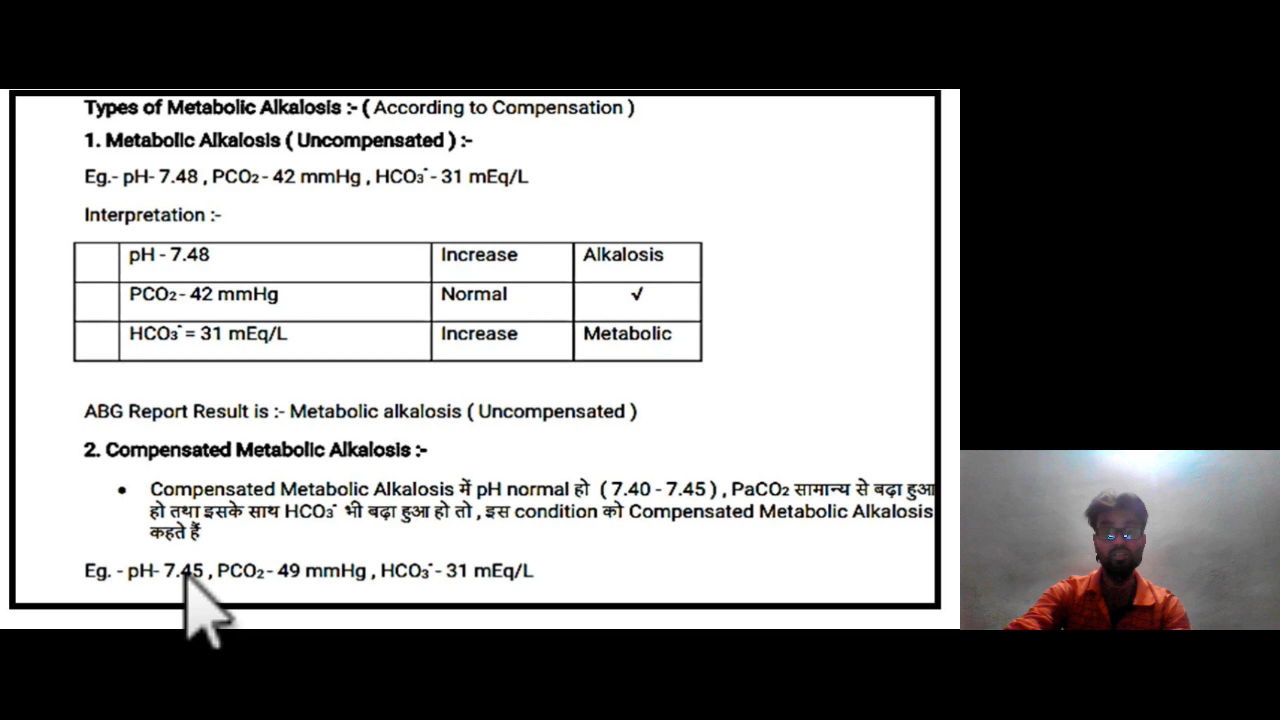 Types of Metabolic Alkalosis :- ( According to Compensation )
1. Metabolic Alkalosis ( Uncompensated ) :-
Eg.- pH- 7.48 , PCO₂ - 42 mmHg , HCO₃⁻ - 31 mEq/L
Interpretation :-
pH - 7.48 Increase Alkalosis
PCO₂ - 42 mmHg Normal √
HCO₃⁻ = 31 mEq/L Increase Metabolic
ABG Report Result is :- Metabolic alkalosis ( Uncompensated )
2. Compensated Metabolic Alkalosis :-
• Compensated Metabolic Alkalosis में pH normal हो ( 7.40 - 7.45 ) , PaCO₂ सामान्य से बढ़ा हुआ
हो तथा इसके साथ HCO₃⁻ भी बढ़ा हुआ हो तो , इस condition को Compensated Metabolic Alkalosis
कहते हैं
Eg. - pH- 7.45 , PCO₂ - 49 mmHg , HCO₃⁻ - 31 mEq/L